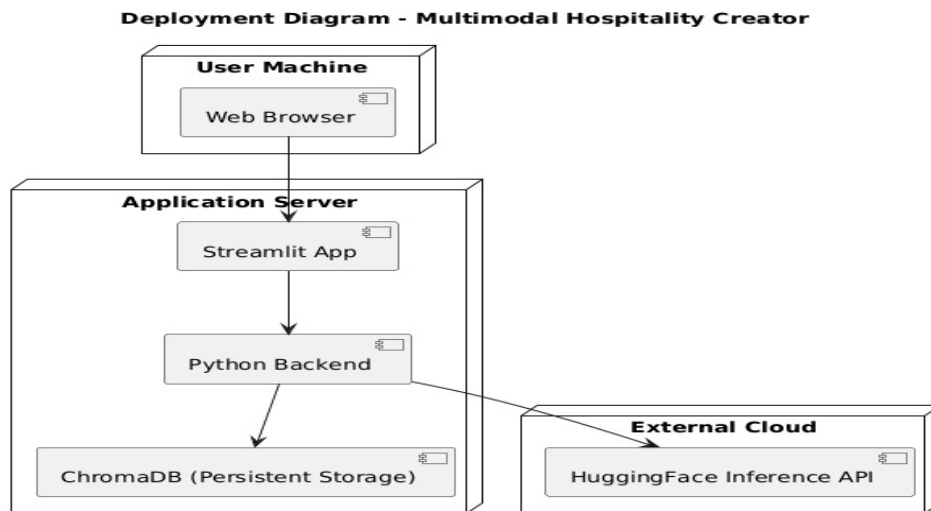 Deployment Diagram - Multimodal Hospitality Creator
User Machine
Web Browser
Application Server
Streamlit App
Python Backend
ChromaDB (Persistent Storage)
External Cloud
HuggingFace Inference API